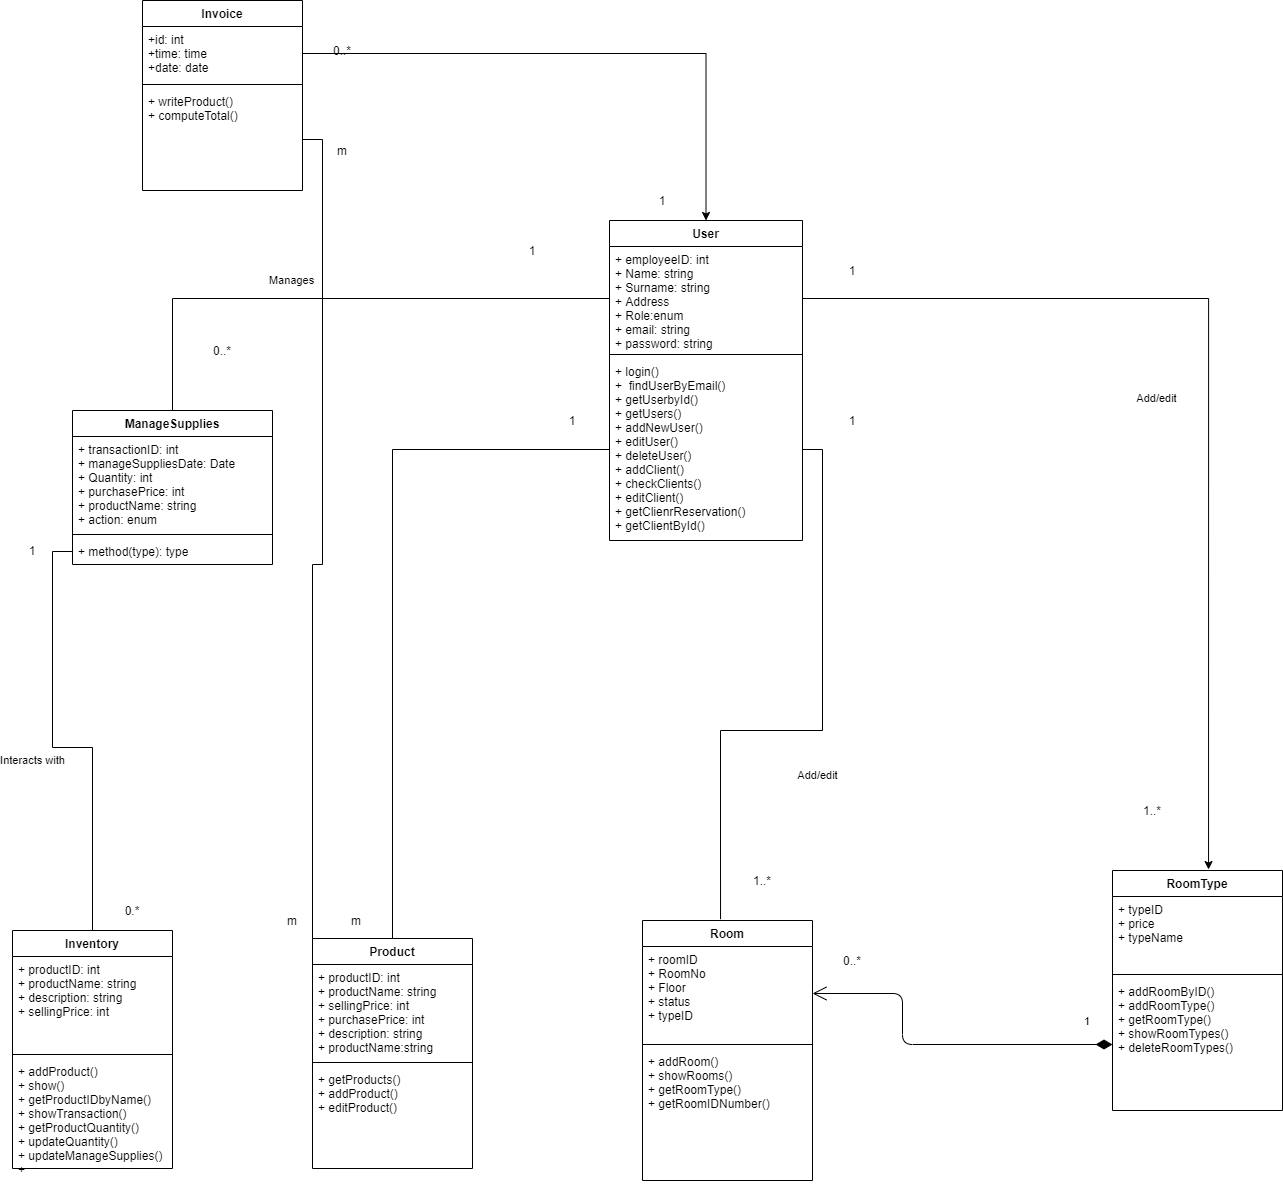 Invoice
+id: int
+time: time
+date: date
+ writeProduct()
+ computeTotal()
0..*
m
1
User
+ employeeID: int
+ Name: string
+ Surname: string
+ Address
+ Role:enum
+ email: string
+ password: string
+ login()
+  findUserByEmail()
+ getUserbyId()
+ getUsers()
+ addNewUser()
+ editUser()
+ deleteUser()
+ addClient()
+ checkClients()
+ editClient()
+ getClienrReservation()
+ getClientById()
1
1
Manages
0..*
Add/edit
1
1
ManageSupplies
+ transactionID: int
+ manageSuppliesDate: Date
+ Quantity: int
+ purchasePrice: int
+ productName: string
+ action: enum
+ method(type): type
1
Interacts with
Add/edit
1..*
1..*
0.*
m
m
Inventory
+ productID: int
+ productName: string
+ description: string
+ sellingPrice: int
+ addProduct()
+ show()
+ getProductIDbyName()
+ showTransaction()
+ getProductQuantity()
+ updateQuantity()
+ updateManageSupplies()
+
Product
+ productID: int
+ productName: string
+ sellingPrice: int
+ purchasePrice: int
+ description: string
+ productName:string
+ getProducts()
+ addProduct()
+ editProduct()
Room
+ roomID
+ RoomNo
+ Floor
+ status
+ typeID
+ addRoom()
+ showRooms()
+ getRoomType()
+ getRoomIDNumber()
0..*
1
RoomType
+ typeID
+ price
+ typeName
+ addRoomByID()
+ addRoomType()
+ getRoomType()
+ showRoomTypes()
+ deleteRoomTypes()